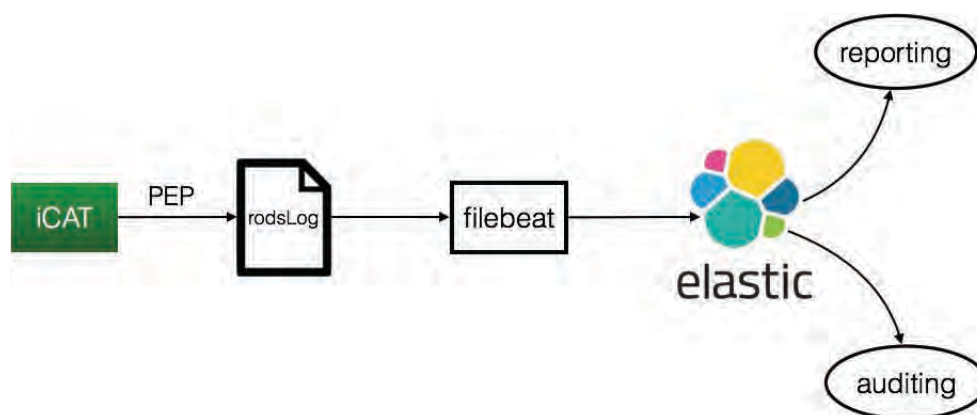 iCAT
PEP
rodsLog
filebeat
elastic
reporting
auditing